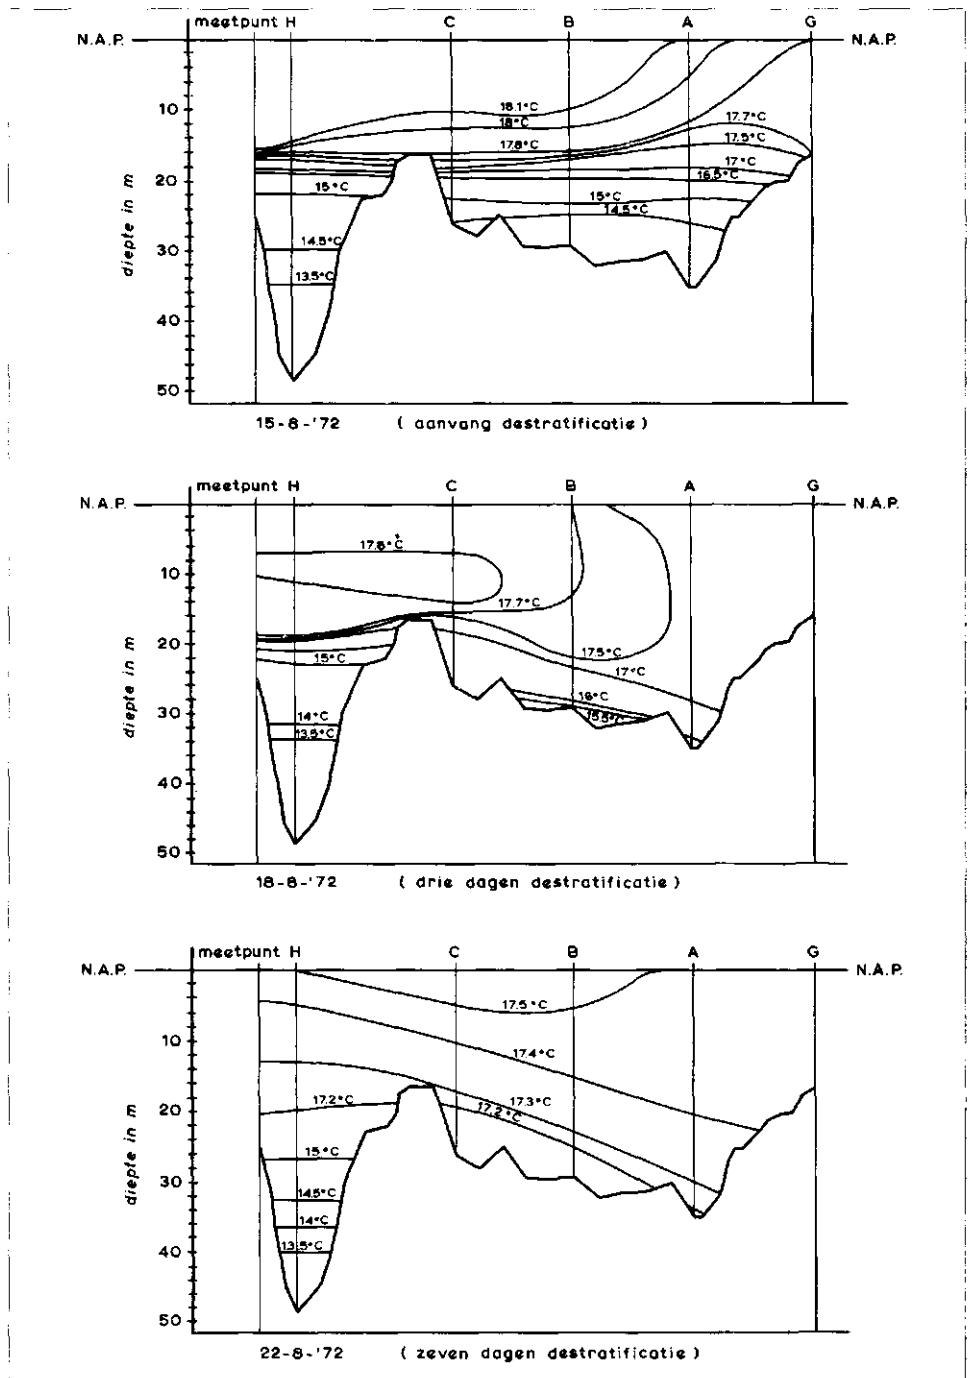 meetpunt H C B A G
N.A.P. N.A.P.
18.1°C
18°C
17.8°C
17.7°C
17.5°C
17°C
16.5°C
15°C
15°C
14.5°C
14.5°C
13.5°C
10
20
30
40
50
diepte in m
15-8-'72 (aanvang destratificatie)
meetpunt H C B A G
N.A.P. N.A.P.
17.8°C
17.7°C
17.5°C
17°C
16°C
15.5°C
15°C
14°C
13.5°C
10
20
30
40
50
diepte in m
18-8-'72 (drie dagen destratificatie)
meetpunt H C B A G
N.A.P. N.A.P.
17.5°C
17.4°C
17.3°C
17.2°C
17.2°C
15°C
14.5°C
14°C
13.5°C
10
20
30
40
50
diepte in m
22-8-'72 (zeven dagen destratificatie)